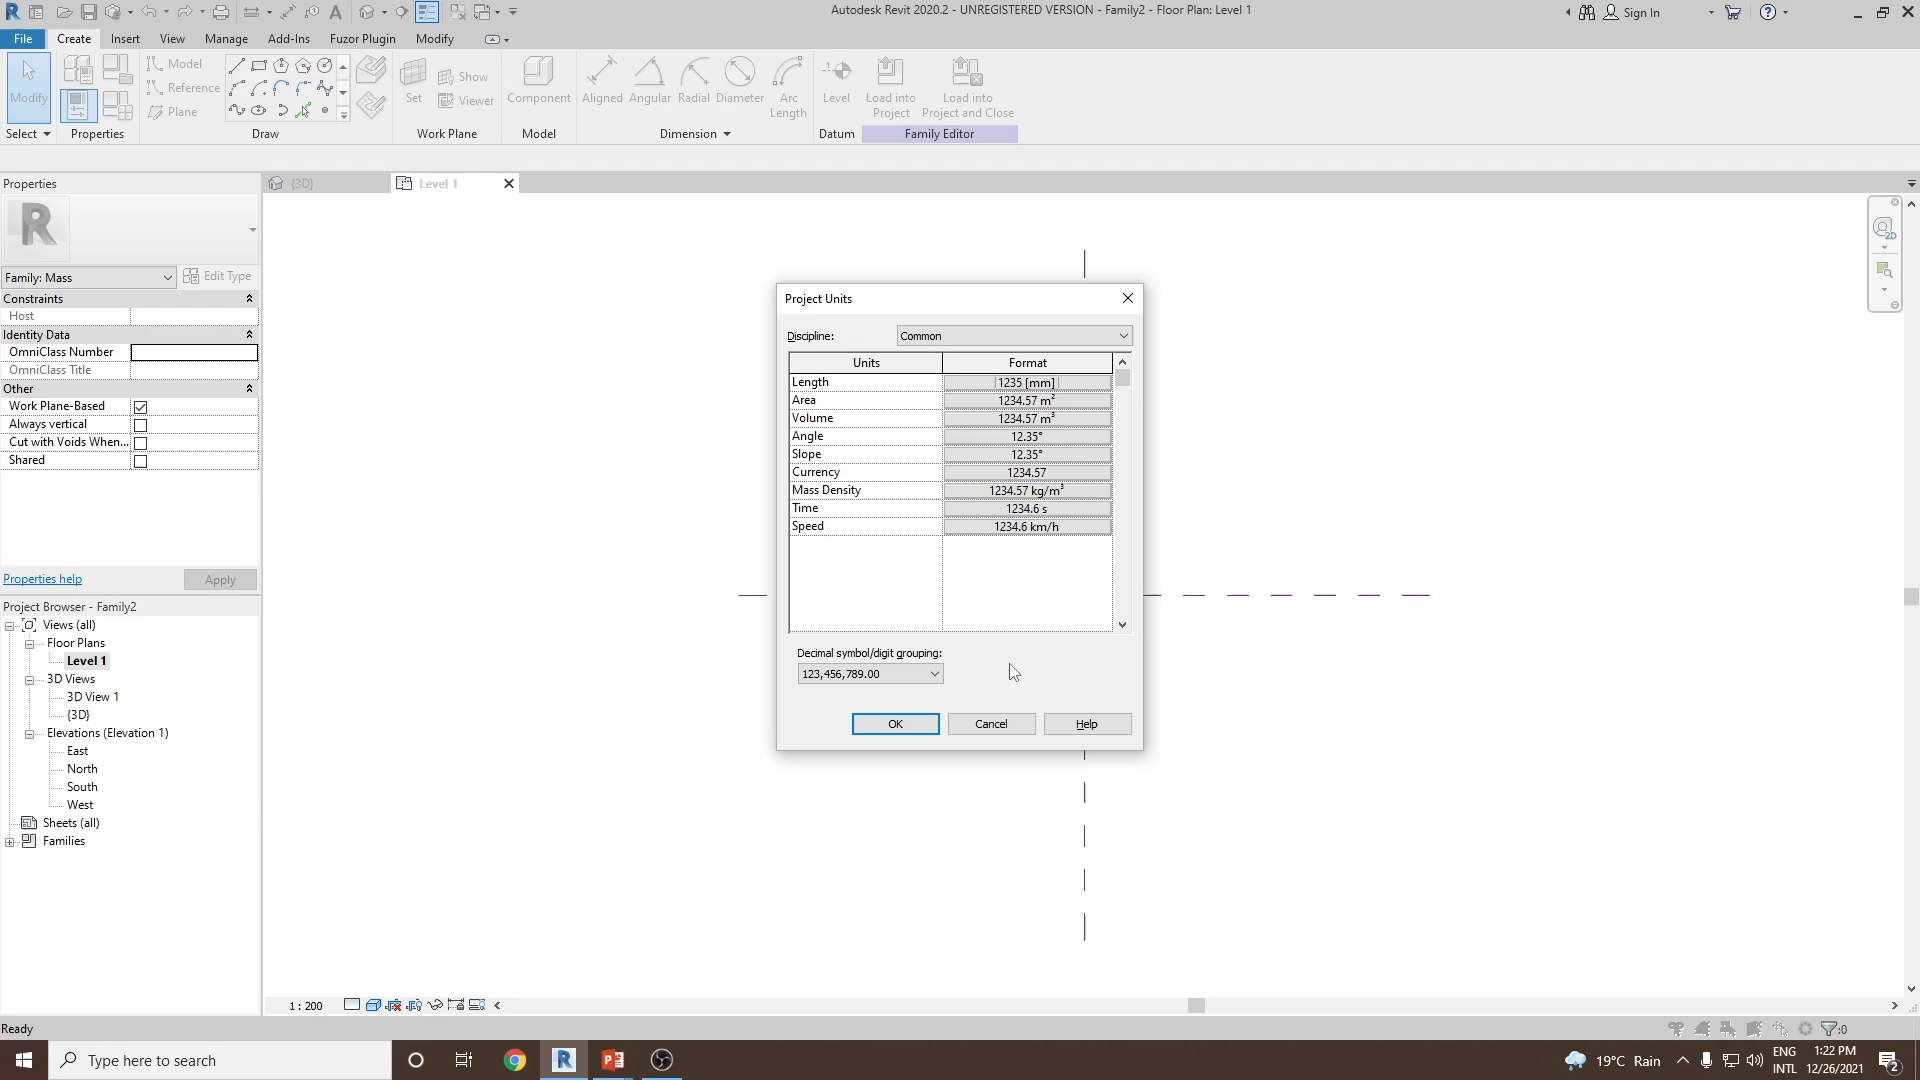 Autodesk Revit 2020.2 - UNREGISTERED VERSION - Family2 - Floor Plan: Level 1
Sign In
File Create Insert View Manage Add-Ins Fuzor Plugin Modify
Modify
Model
Reference
Plane
Set
Show
Viewer
Component
Aligned Angular Radial Diameter Arc Length
Level
Load into Project
Load into Project and Close
Select Properties Draw Work Plane Model Dimension Datum Family Editor
Properties
{3D}
Level 1
Family: Mass
Edit Type
Constraints
Host
Identity Data
OmniClass Number
OmniClass Title
Other
Work Plane-Based
Always vertical
Cut with Voids When...
Shared
Properties help
Apply
Project Browser - Family2
Views (all)
Floor Plans
Level 1
3D Views
3D View 1
{3D}
Elevations (Elevation 1)
East
North
South
West
Sheets (all)
Families
Project Units
Discipline: Common
Units Format
Length 1235 [mm]
Area 1234.57 m²
Volume 1234.57 m³
Angle 12.35°
Slope 12.35°
Currency 1234.57
Mass Density 1234.57 kg/m³
Time 1234.6 s
Speed 1234.6 km/h
Decimal symbol/digit grouping:
123,456,789.00
OK Cancel Help
2D
1 : 200
Ready
:0
Type here to search
19°C Rain
ENG
INTL
1:22 PM
12/26/2021
2